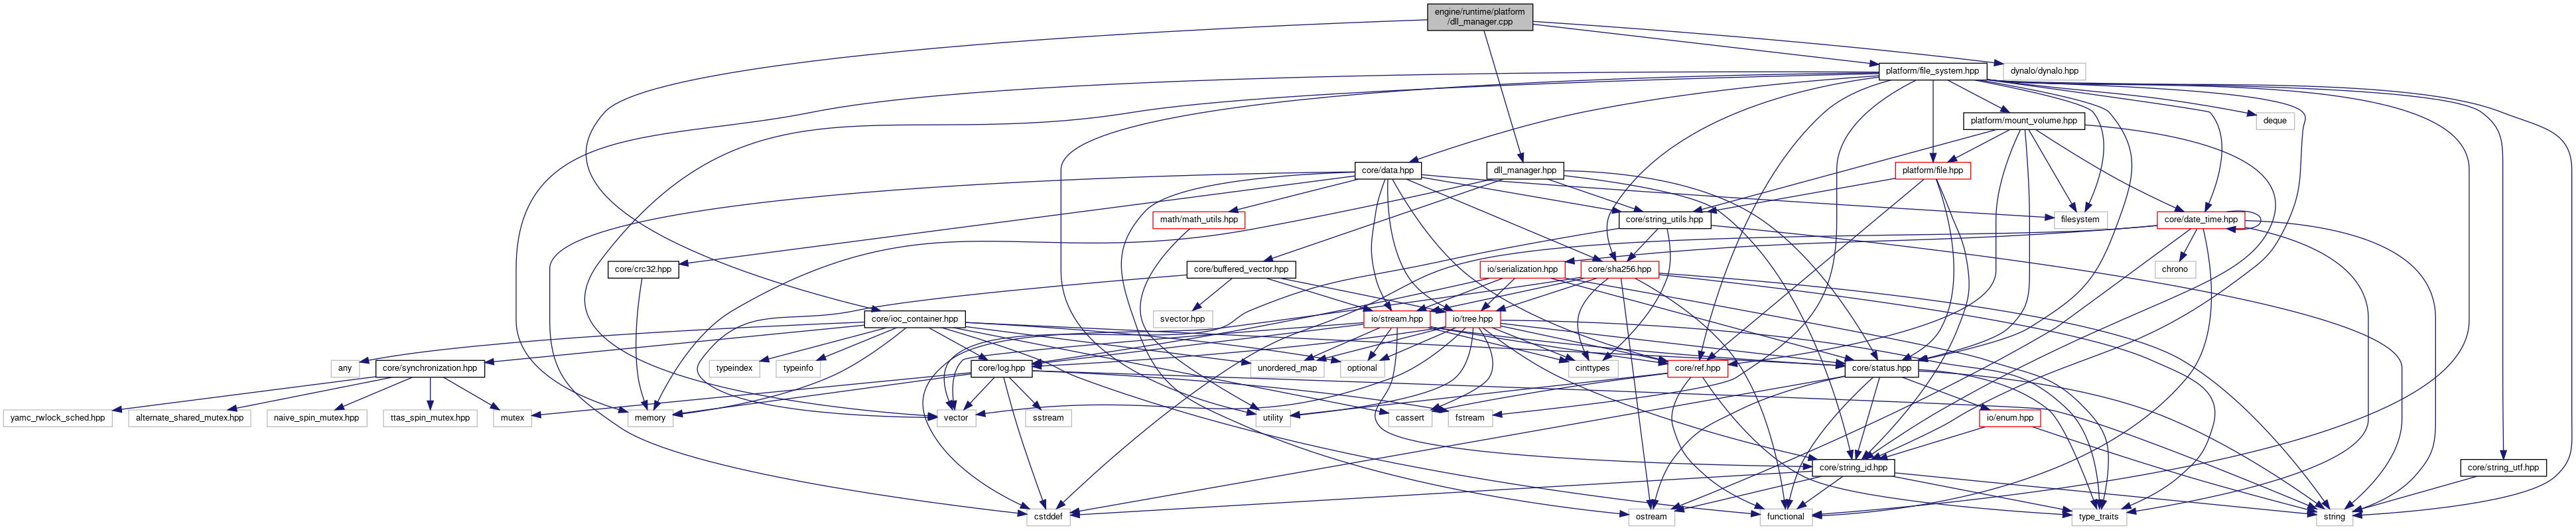 engine/runtime/platform
/dll_manager.cpp
platform/file_system.hpp
dynalo/dynalo.hpp
platform/mount_volume.hpp
deque
core/data.hpp
dll_manager.hpp
platform/file.hpp
math/math_utils.hpp
core/string_utils.hpp
filesystem
core/date_time.hpp
core/crc32.hpp
core/buffered_vector.hpp
io/serialization.hpp
core/sha256.hpp
chrono
core/ioc_container.hpp
svector.hpp
io/stream.hpp
io/tree.hpp
any
core/synchronization.hpp
typeindex
typeinfo
core/log.hpp
unordered_map
optional
cinttypes
core/ref.hpp
core/status.hpp
yamc_rwlock_sched.hpp
alternate_shared_mutex.hpp
naive_spin_mutex.hpp
ttas_spin_mutex.hpp
mutex
memory
vector
sstream
utility
cassert
fstream
io/enum.hpp
core/string_id.hpp
core/string_utf.hpp
cstddef
ostream
functional
type_traits
string